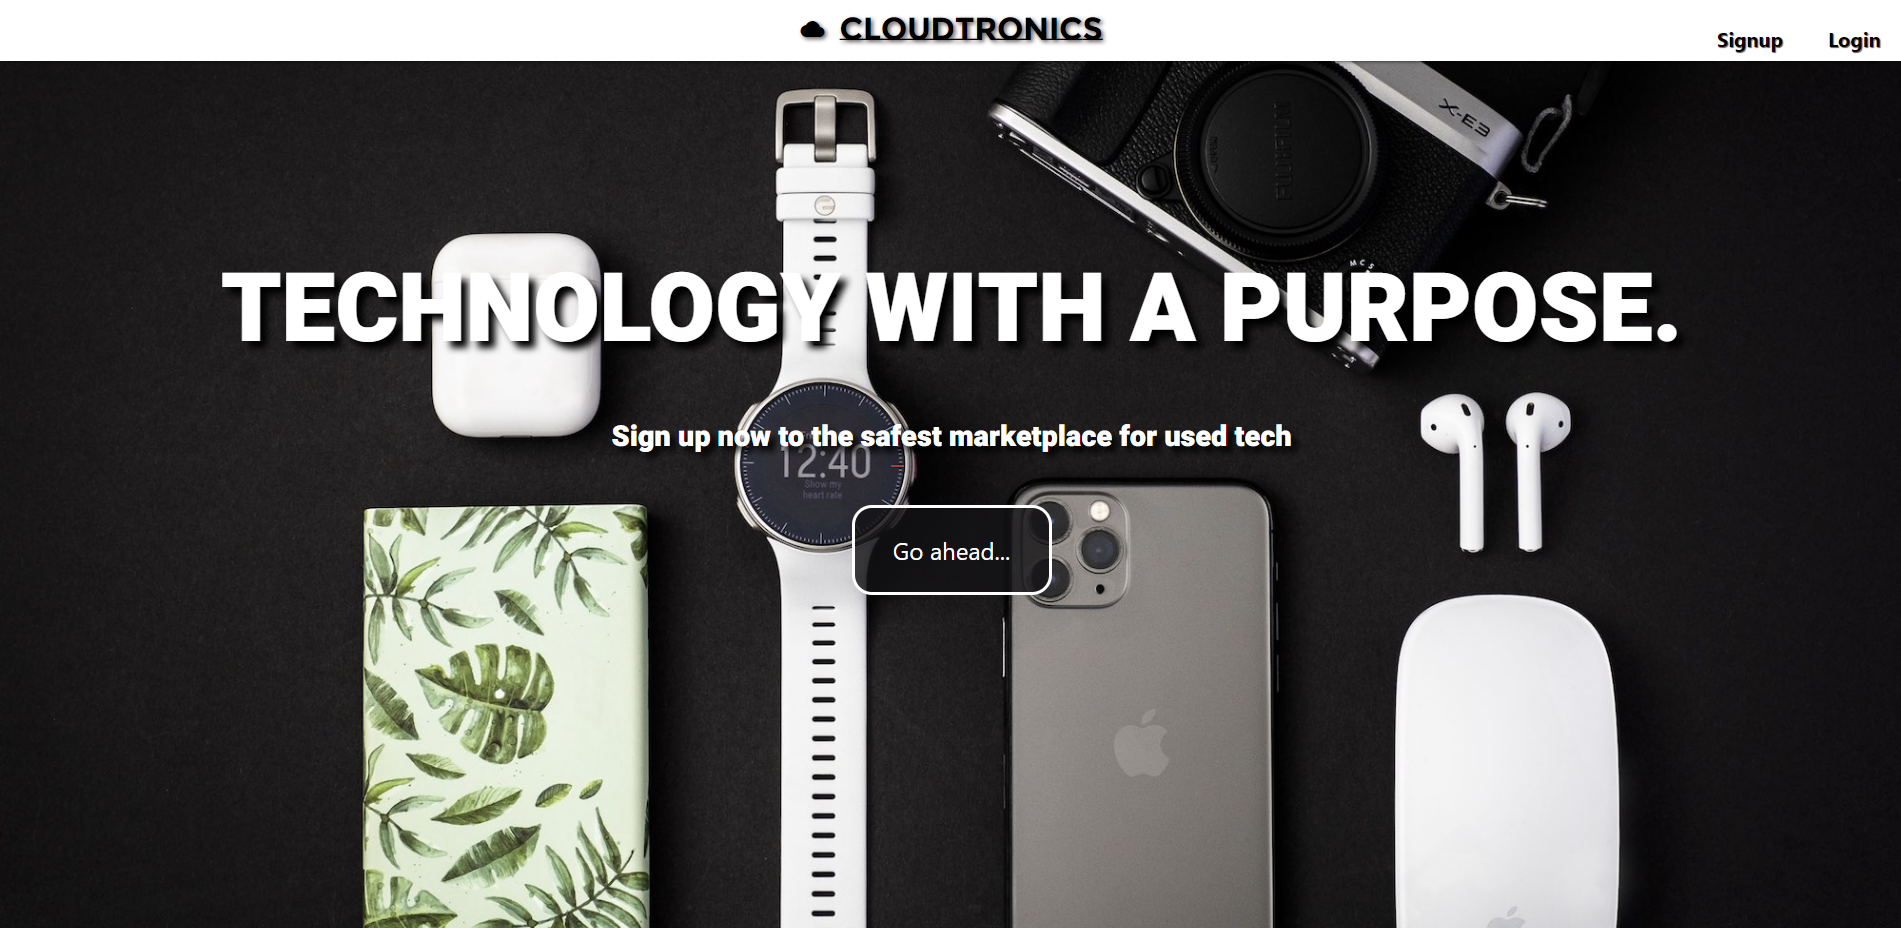 CLOUDTRONICS
Signup Login
X-E3
FUJIFILM
TECHNOLOGY WITH A PURPOSE.
Sign up now to the safest marketplace for used tech
12:40
Show my
heart rate
Go ahead...